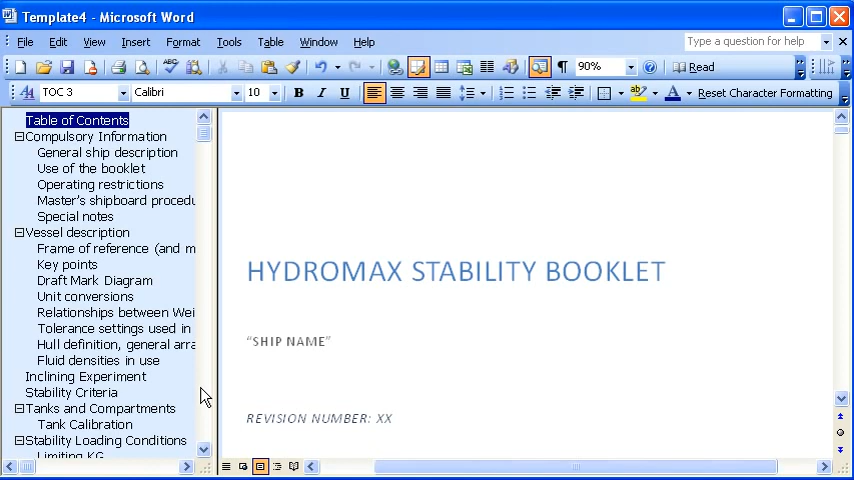 Template4 - Microsoft Word
File Edit View Insert Format Tools Table Window Help
Type a question for help
90%
Read
TOC 3
Calibri
10
B I U
Reset Character Formatting
Table of Contents
Compulsory Information
General ship description
Use of the booklet
Operating restrictions
Master's shipboard procedu
Special notes
Vessel description
Frame of reference (and m
Key points
Draft Mark Diagram
Unit conversions
Relationships between Wei
Tolerance settings used in
Hull definition, general arra
Fluid densities in use
Inclining Experiment
Stability Criteria
Tanks and Compartments
Tank Calibration
Stability Loading Conditions
Limiting KG
HYDROMAX STABILITY BOOKLET
“SHIP NAME”
REVISION NUMBER: XX